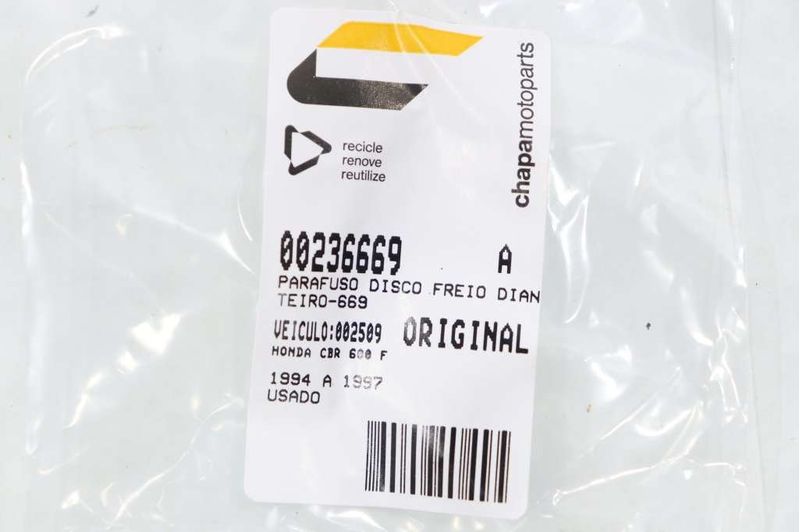 chapamotoparts
recicle
renove
reutilize
00236669 A
PARAFUSO DISCO FREIO DIAN
TEIRO-669
VEICULO:002509 ORIGINAL
HONDA CBR 600 F
1994 A 1997
USADO